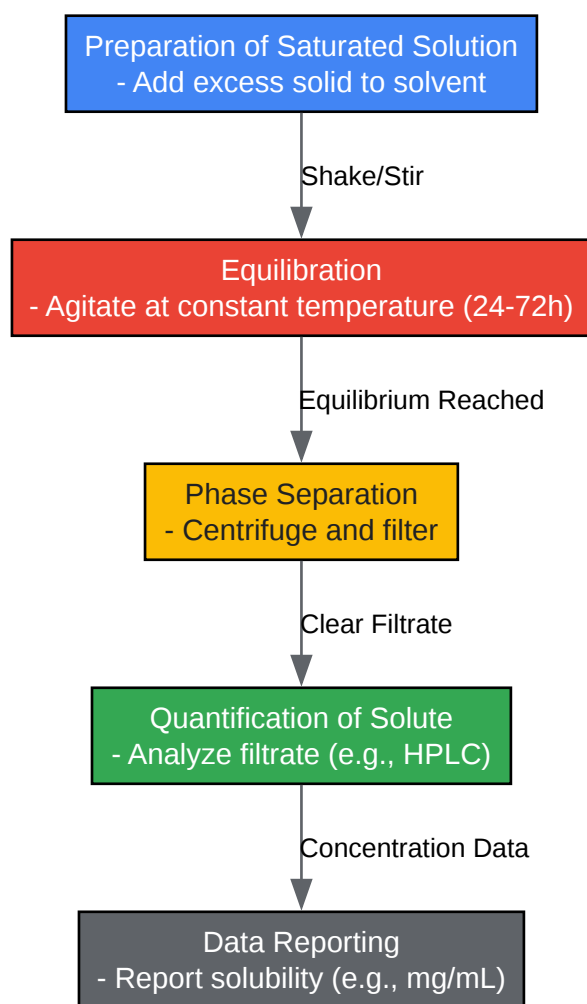 Preparation of Saturated Solution
- Add excess solid to solvent
Shake/Stir
Equilibration
- Agitate at constant temperature (24-72h)
Equilibrium Reached
Phase Separation
- Centrifuge and filter
Clear Filtrate
Quantification of Solute
- Analyze filtrate (e.g., HPLC)
Concentration Data
Data Reporting
- Report solubility (e.g., mg/mL)